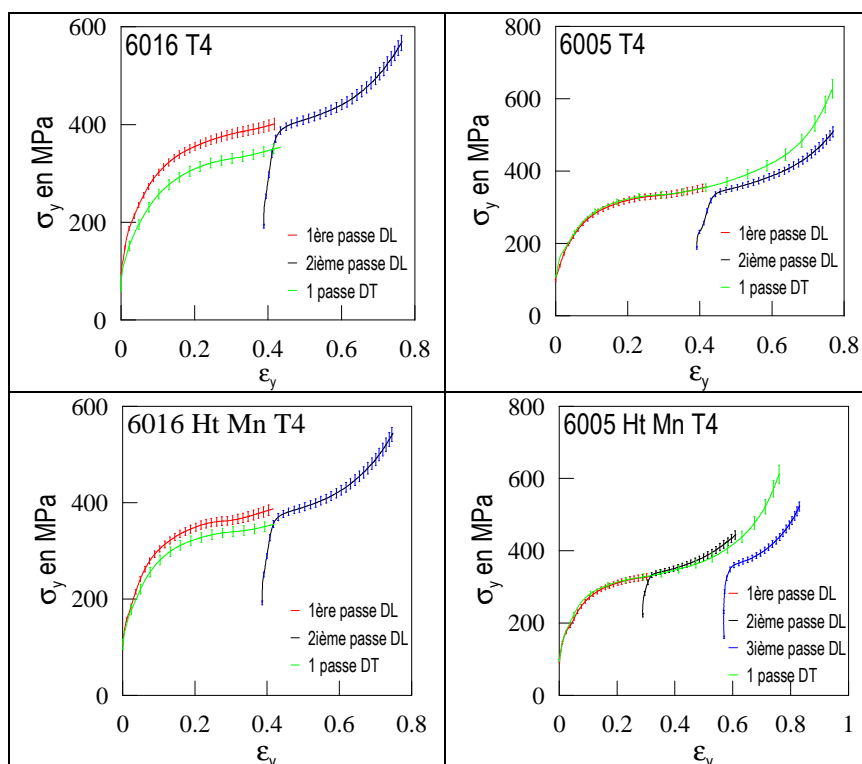 6016 T4
600
400
200
0
σy en MPa
1ère passe DL
2ième passe DL
1 passe DT
0 0.2 0.4 0.6 0.8
εy
6005 T4
800
600
400
200
0
σy en MPa
1ère passe DL
2ième passe DL
1 passe DT
0 0.2 0.4 0.6 0.8
εy
6016 Ht Mn T4
600
400
200
0
σy en MPa
1ère passe DL
2ième passe DL
1 passe DT
0 0.2 0.4 0.6 0.8
εy
6005 Ht Mn T4
800
600
400
200
0
σy en MPa
1ère passe DL
2ième passe DL
3ième passe DL
1 passe DT
0 0.2 0.4 0.6 0.8 1
εy